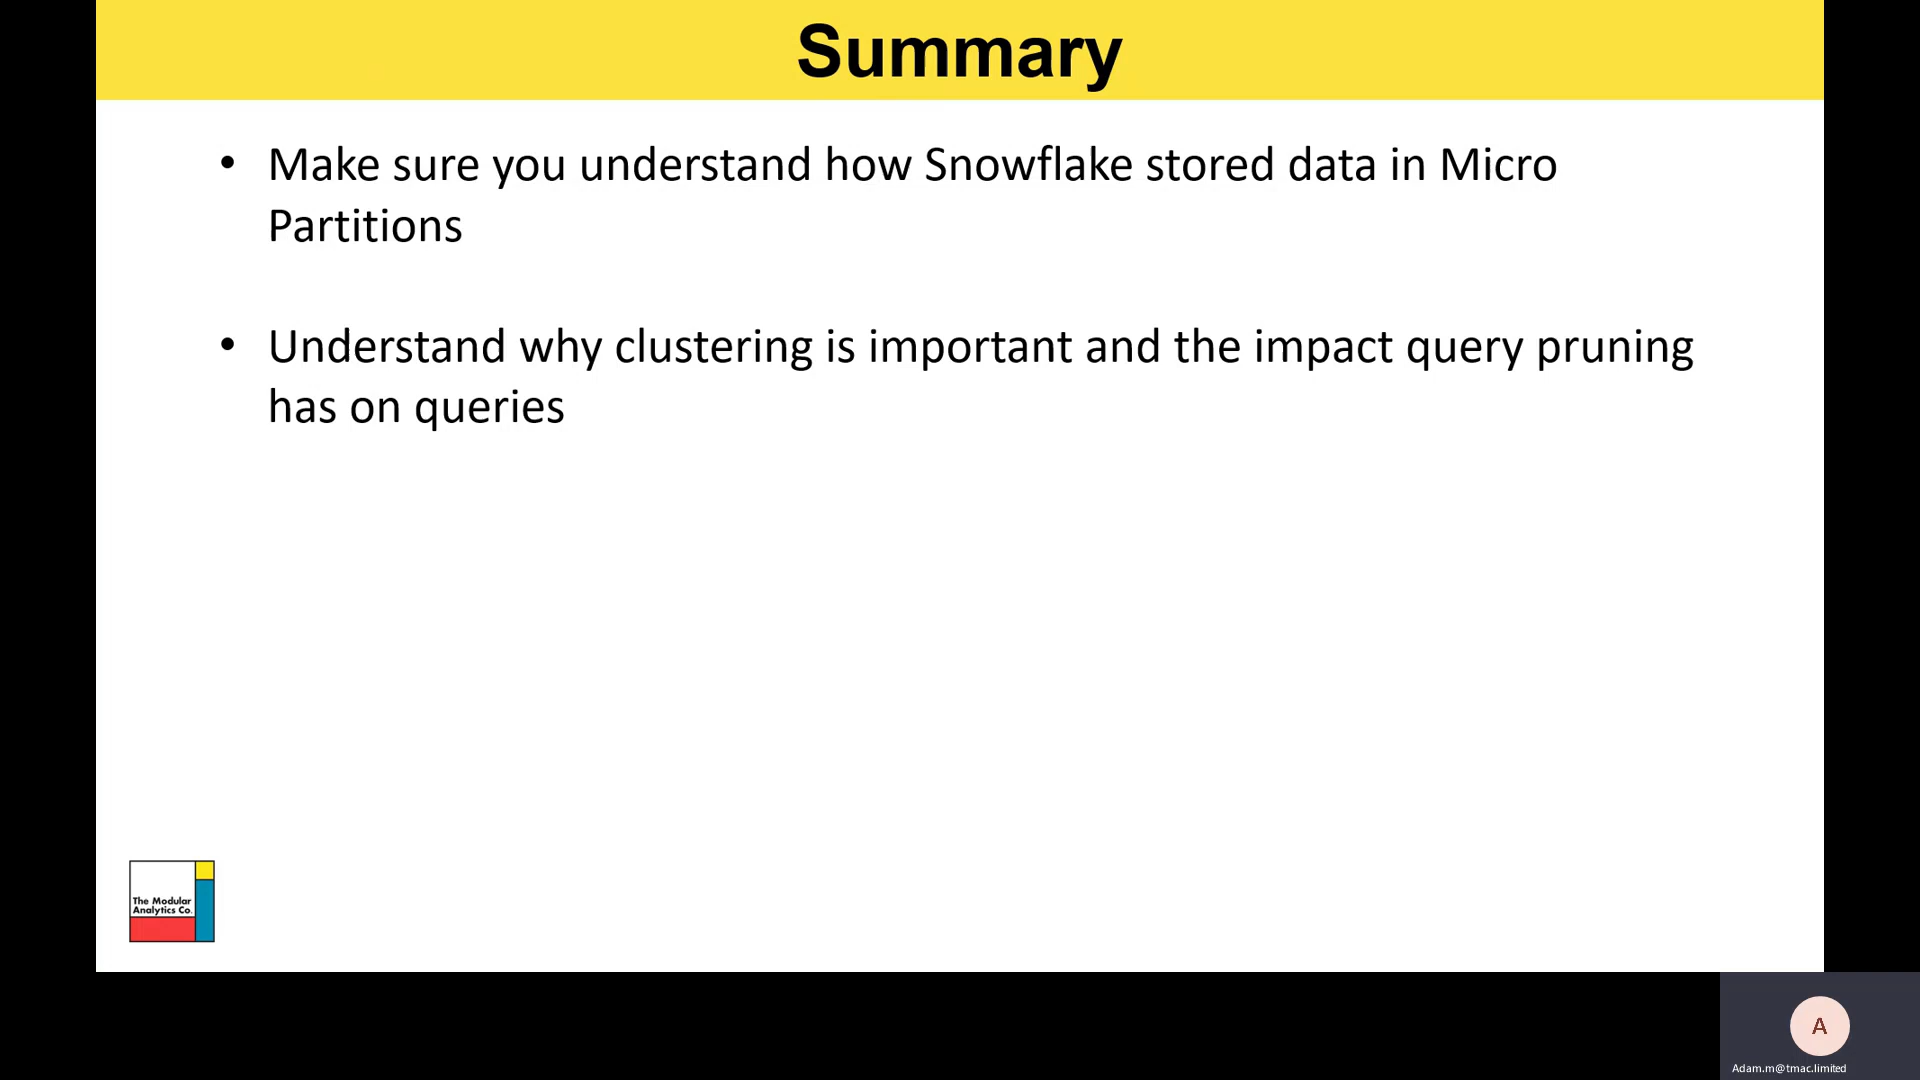 Summary
• Make sure you understand how Snowflake stored data in Micro
Partitions
• Understand why clustering is important and the impact query pruning
has on queries
The Modular
Analytics Co.
A
Adam.m@tmac.limited